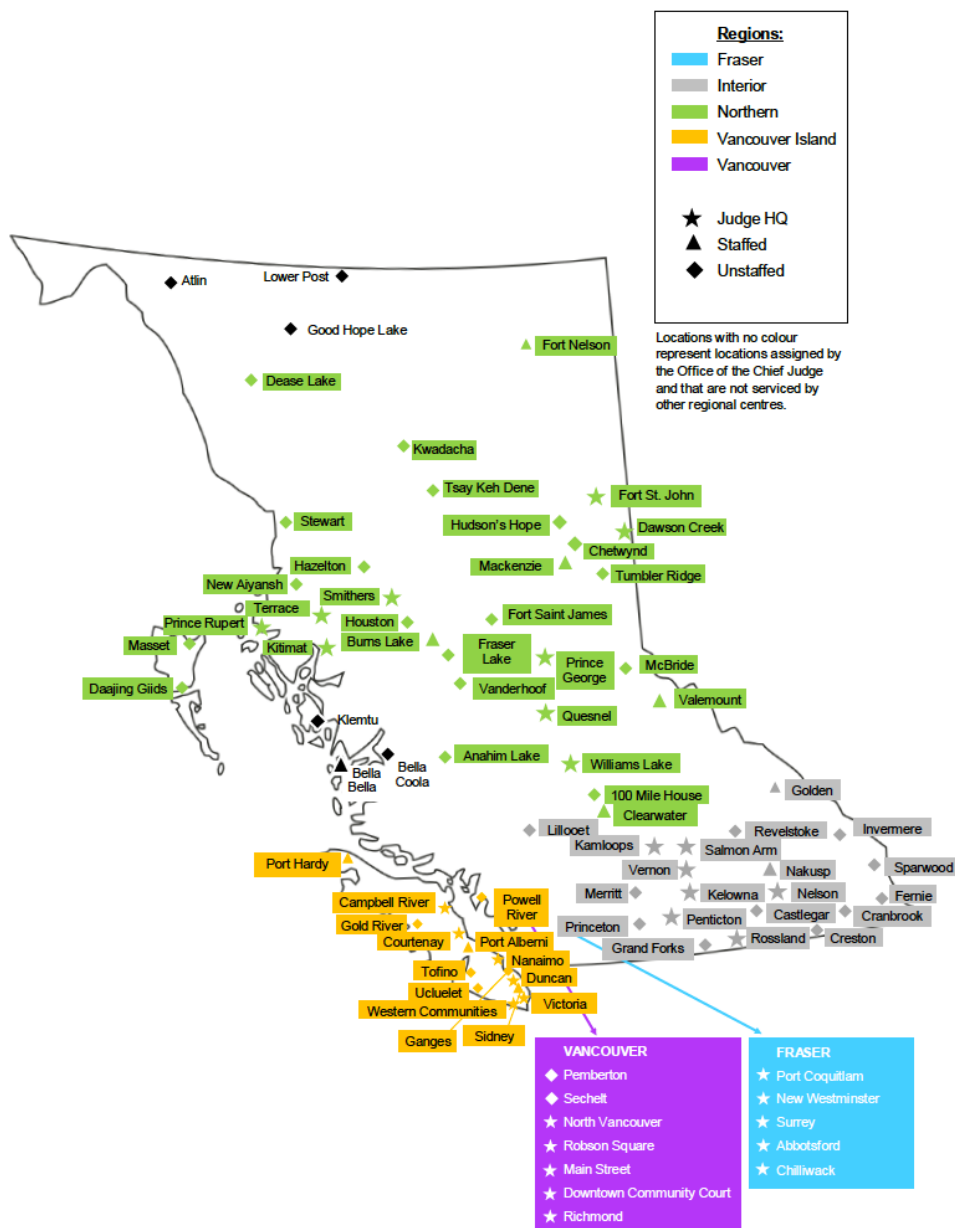 Regions:
Fraser
Interior
Northern
Vancouver Island
Vancouver
Judge HQ
Staffed
Unstaffed
Locations with no colour
represent locations assigned by
the Office of the Chief Judge
and that are not serviced by
other regional centres.
Atlin
Lower Post
Good Hope Lake
Fort Nelson
Dease Lake
Kwadacha
Tsay Keh Dene
Fort St. John
Stewart
Hudson's Hope
Dawson Creek
Chetwynd
Hazelton
Mackenzie
Tumbler Ridge
New Aiyansh
Smithers
Terrace
Fort Saint James
Prince Rupert
Houston
Masset
Kitimat
Burns Lake
Fraser
Lake
Prince
George
McBride
Daajing Giids
Vanderhoof
Valemount
Klemtu
Quesnel
Anahim Lake
Williams Lake
Bella
Bella
Bella
Coola
Golden
100 Mile House
Clearwater
Lillooet
Revelstoke
Invermere
Kamloops
Salmon Arm
Port Hardy
Vernon
Nakusp
Sparwood
Merritt
Kelowna
Nelson
Fernie
Campbell River
Powell
River
Gold River
Princeton
Penticton
Castlegar
Cranbrook
Courtenay
Port Alberni
Grand Forks
Rossland
Creston
Nanaimo
Tofino
Duncan
Ucluelet
Western Communities
Victoria
Ganges
Sidney
VANCOUVER
Pemberton
Sechelt
North Vancouver
Robson Square
Main Street
Downtown Community Court
Richmond
FRASER
Port Coquitlam
New Westminster
Surrey
Abbotsford
Chilliwack